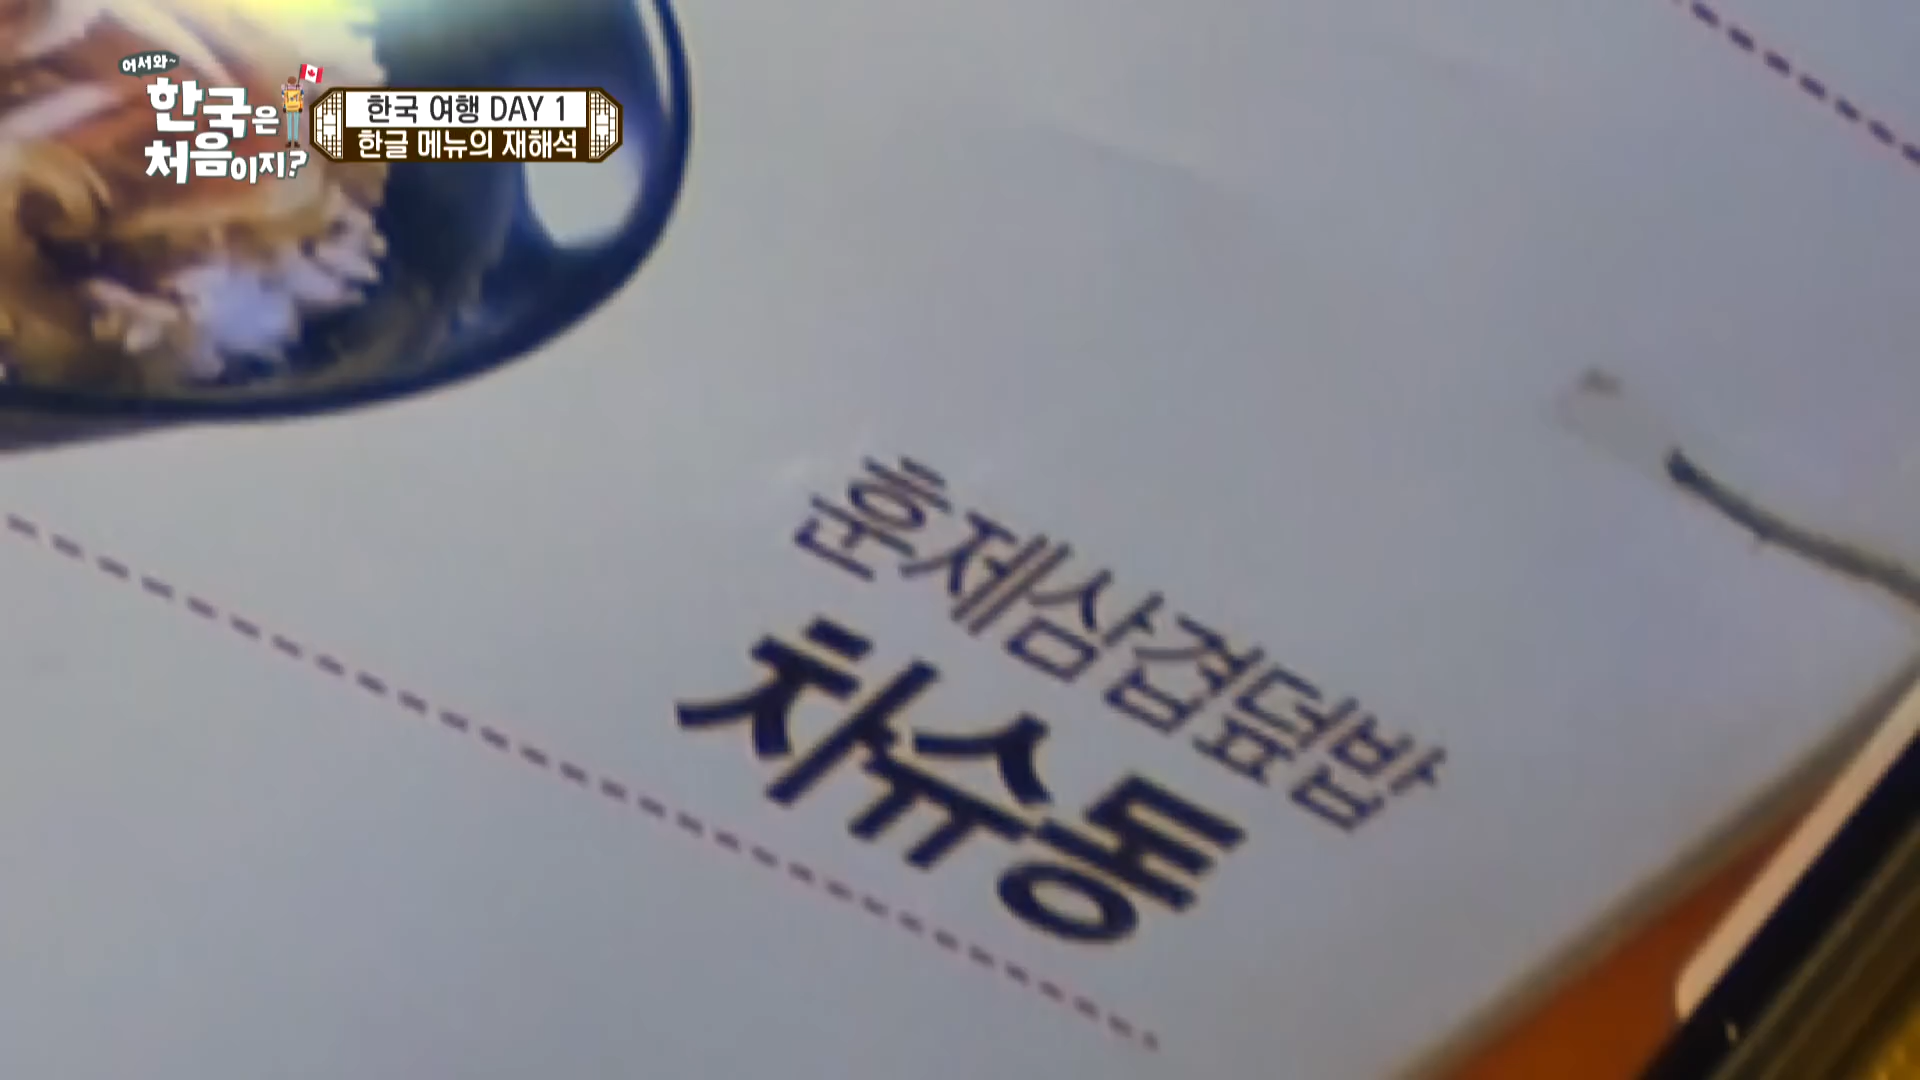 어서와~
한국은
처음이지?
한국 여행 DAY 1
한글 메뉴의 재해석
훈제삼겹덮밥
차슈동